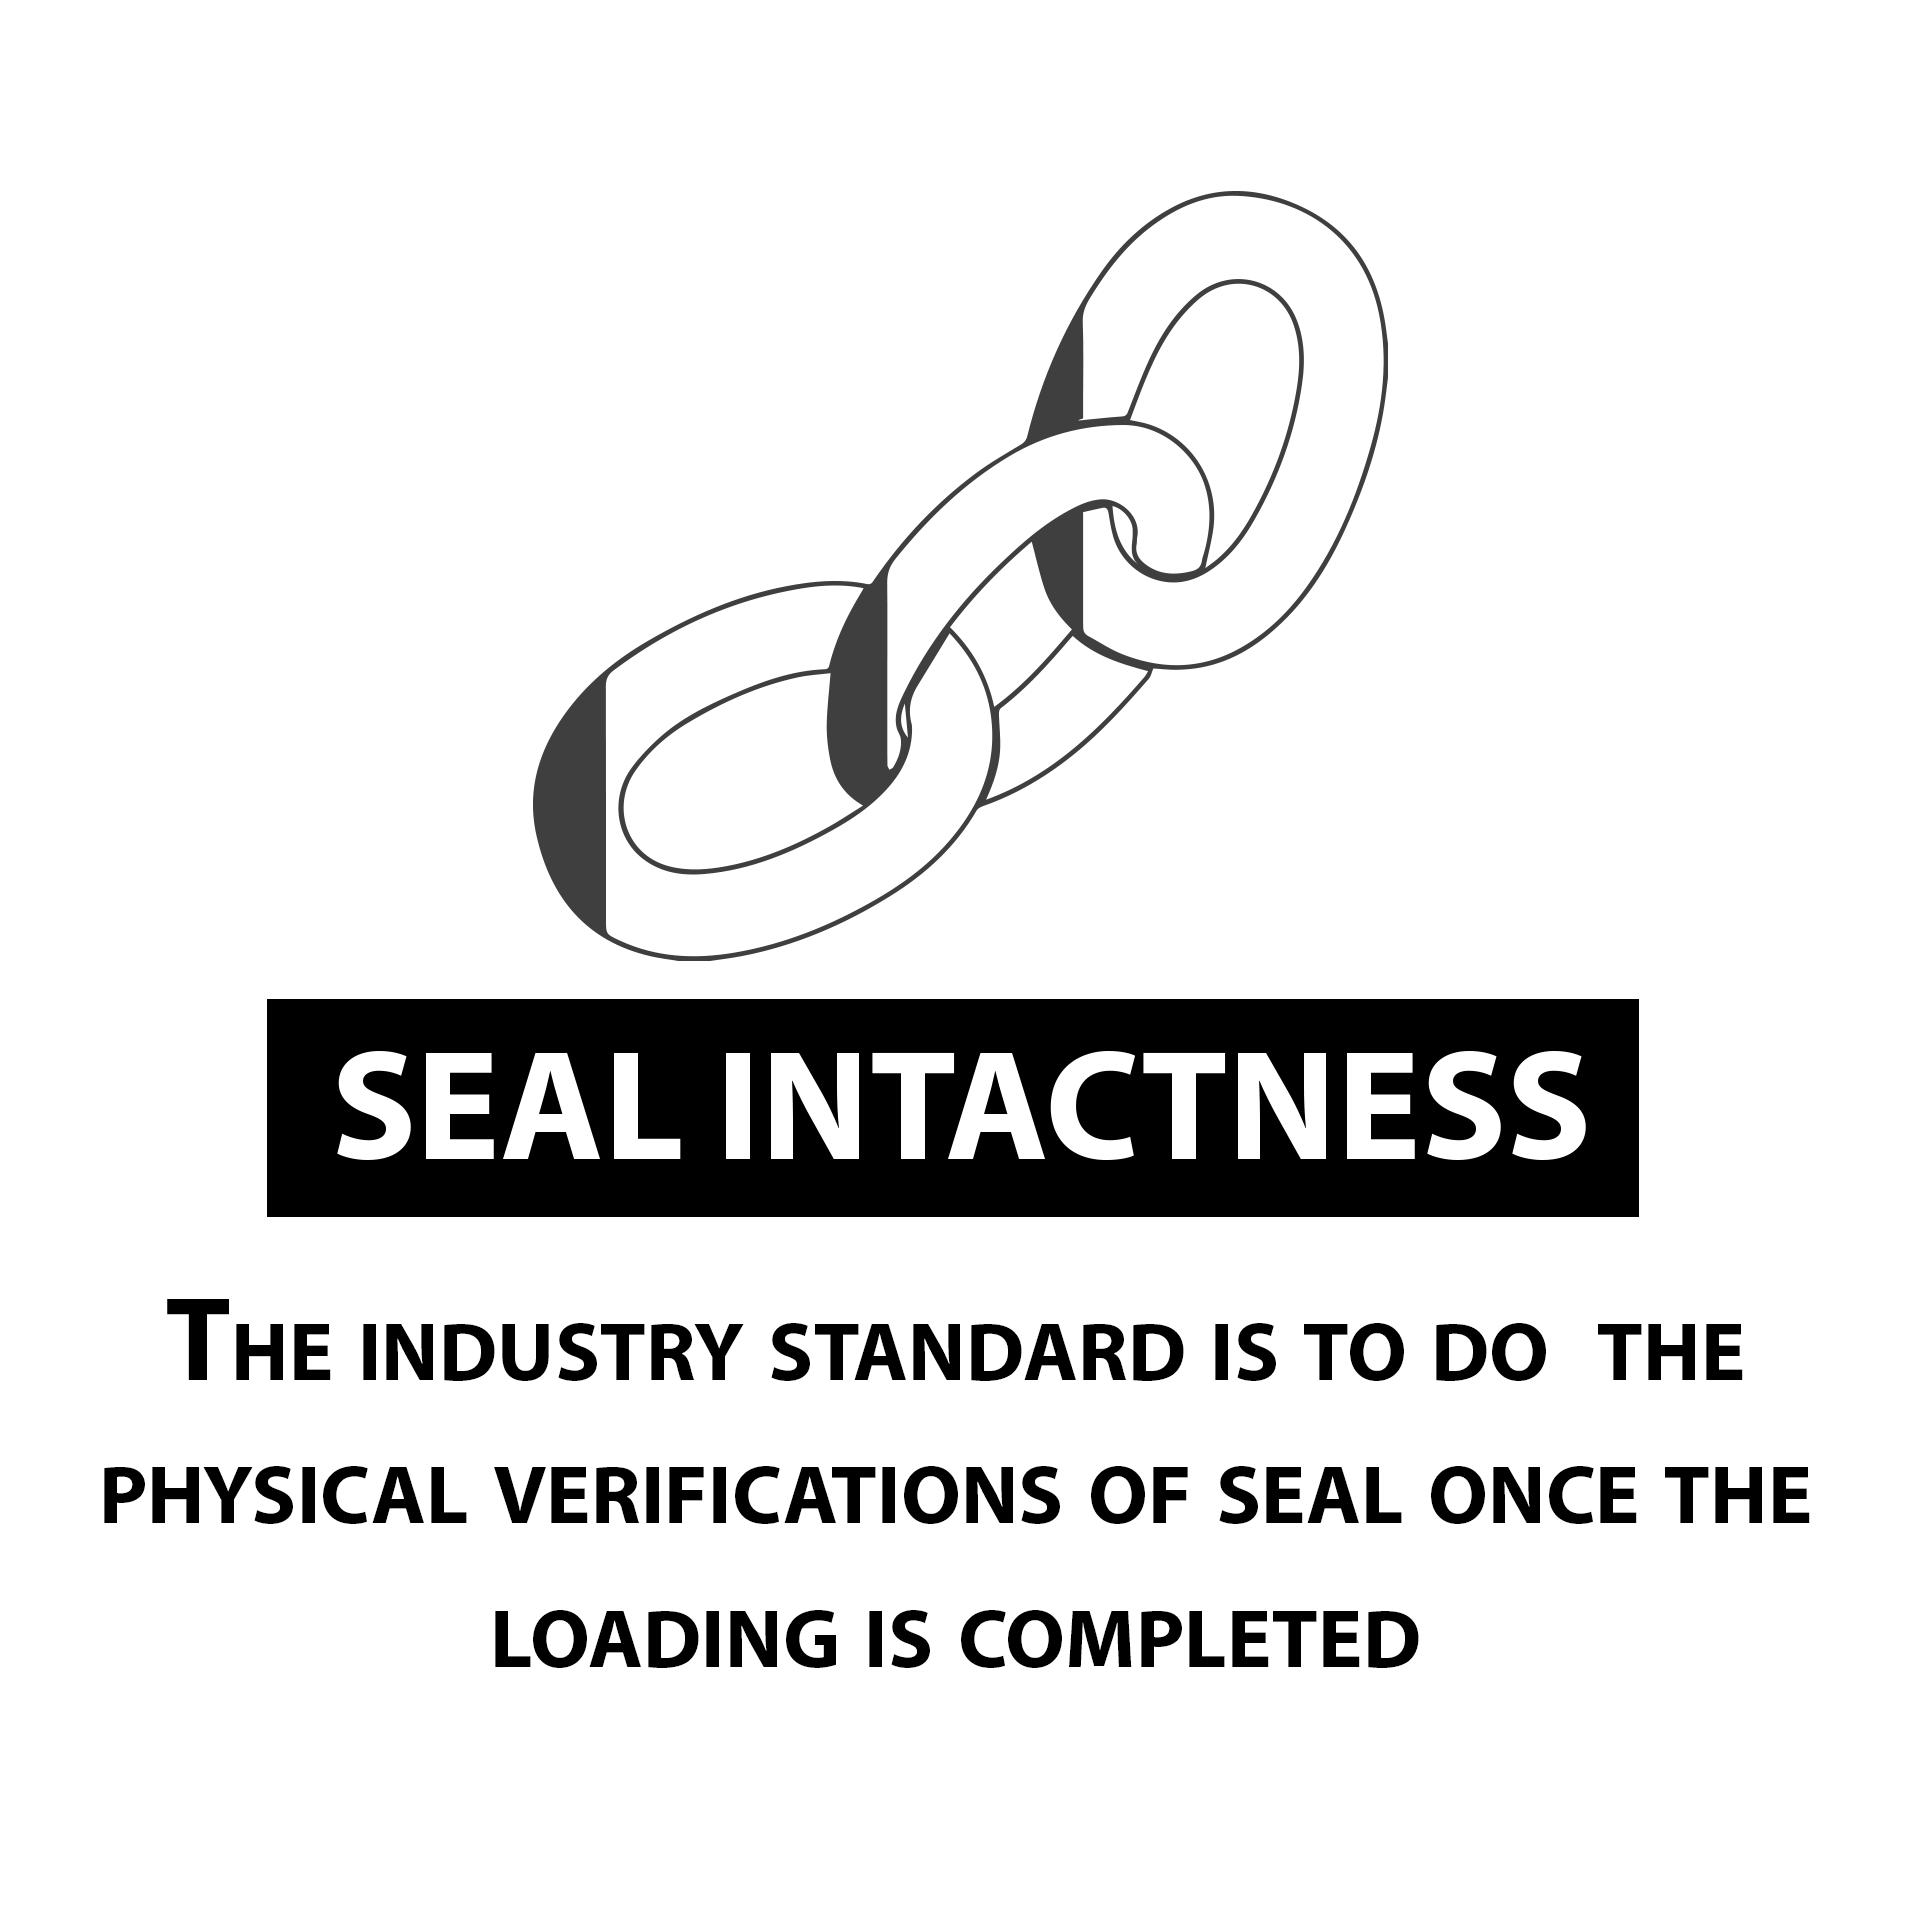 SEAL INTACTNESS
THE INDUSTRY STANDARD IS TO DO THE
PHYSICAL VERIFICATIONS OF SEAL ONCE THE
LOADING IS COMPLETED